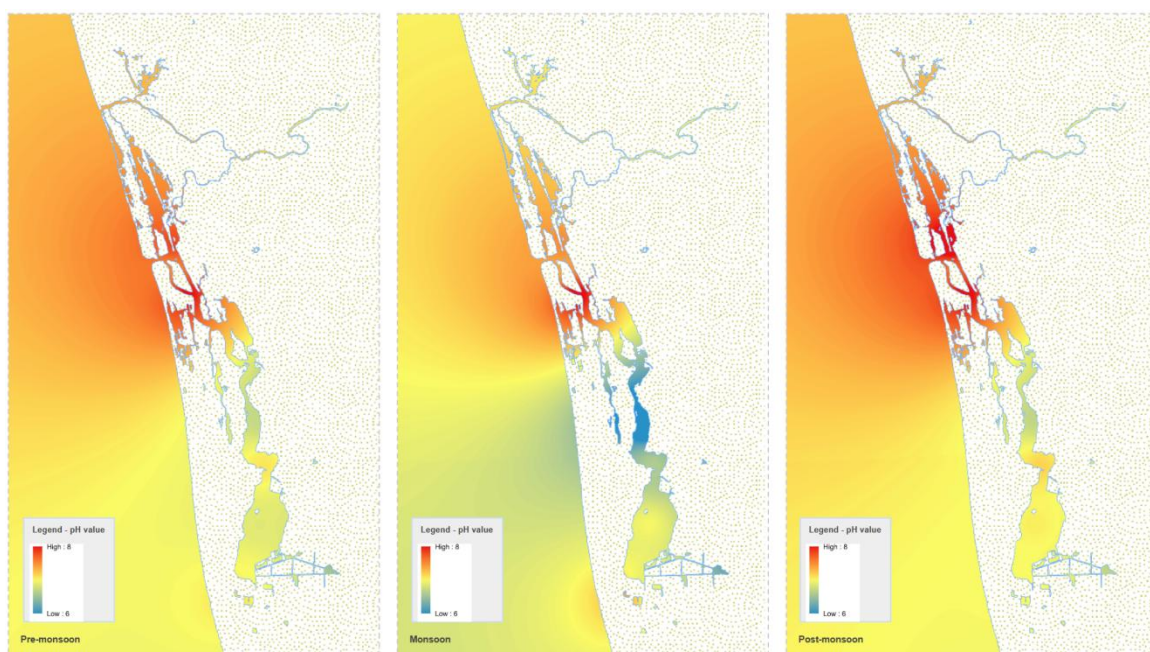 Legend - pH value
High : 8
Low : 6
Pre-monsoon
Legend - pH value
High : 8
Low : 6
Monsoon
Legend - pH value
High : 8
Low : 6
Post-monsoon